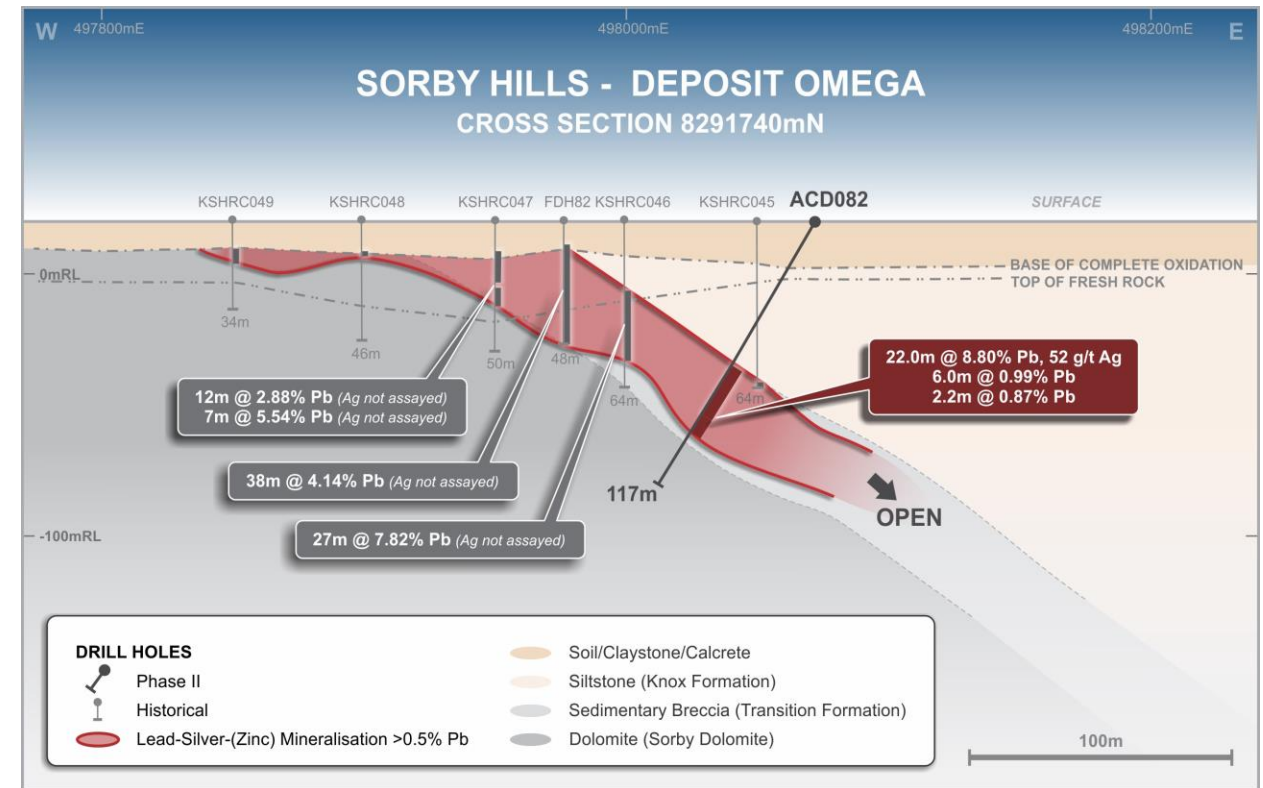 W 497800mE 498000mE 498200mE E
SORBY HILLS - DEPOSIT OMEGA
CROSS SECTION 8291740mN
KSHRC049 KSHRC048 KSHRC047 FDH82 KSHRC046 KSHRC045 ACD082 SURFACE
BASE OF COMPLETE OXIDATION
0mRL
TOP OF FRESH ROCK
34m
46m
50m
48m
64m
64m
22.0m @ 8.80% Pb, 52 g/t Ag
6.0m @ 0.99% Pb
2.2m @ 0.87% Pb
12m @ 2.88% Pb (Ag not assayed)
7m @ 5.54% Pb (Ag not assayed)
38m @ 4.14% Pb (Ag not assayed)
117m
OPEN
27m @ 7.82% Pb (Ag not assayed)
-100mRL
DRILL HOLES
Phase II
Historical
Lead-Silver-(Zinc) Mineralisation >0.5% Pb
Soil/Claystone/Calcrete
Siltstone (Knox Formation)
Sedimentary Breccia (Transition Formation)
Dolomite (Sorby Dolomite)
100m